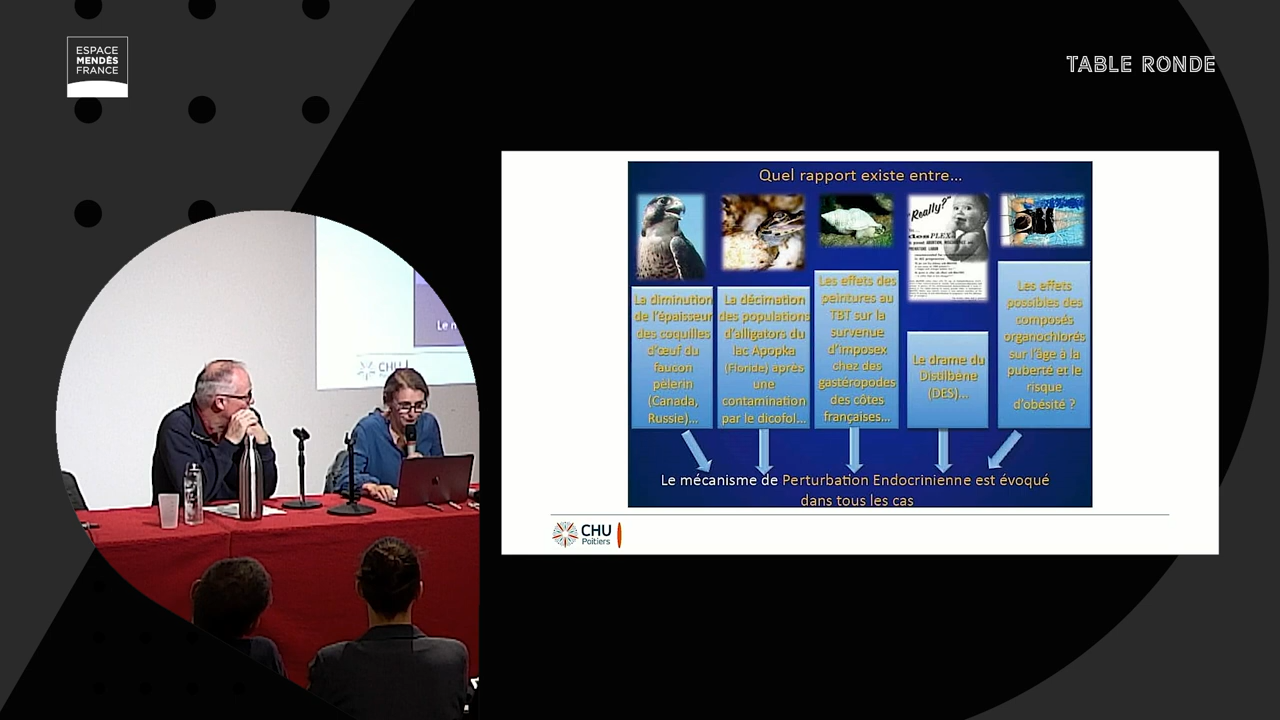 ESPACE
MENDÈS
FRANCE
TABLE RONDE
Quel rapport existe entre...
"Really?"
desPLEX
La diminution
de l'épaisseur
des coquilles
d'œuf du
faucon
pèlerin
(Canada,
Russie)...
La décimation
des populations
d'alligators du
lac Apopka
(Floride) après
une
contamination
par le dicofol...
Les effets des
peintures au
TBT sur la
survenue
d'imposex
chez des
gastéropodes
des côtes
françaises...
Le drame du
Distilbène
(DES)...
Les effets
possibles des
composés
organochlorés
sur l'âge à la
puberté et le
risque
d'obésité ?
Le mécanisme de Perturbation Endocrinienne est évoqué
dans tous les cas
CHU
Poitiers
Le
CHU